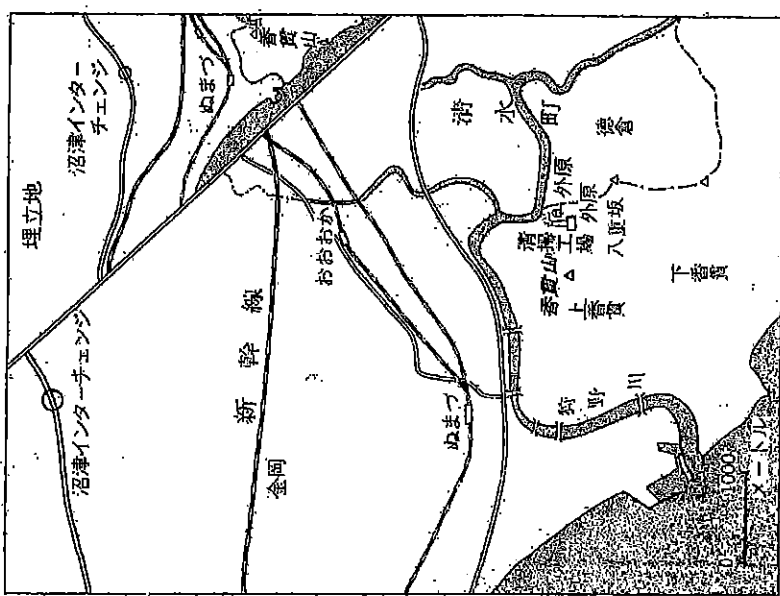 埋立地
沼津インターチェンジ
ぬまづ
香貫山
沼津インターチェンジ
新幹線
金岡
おおおか
ぬまづ
清水町
徳倉
外原
外原
清掃工場
八重坂
香貫山
上香貫
下香貫
狩野川
0
1000
メートル